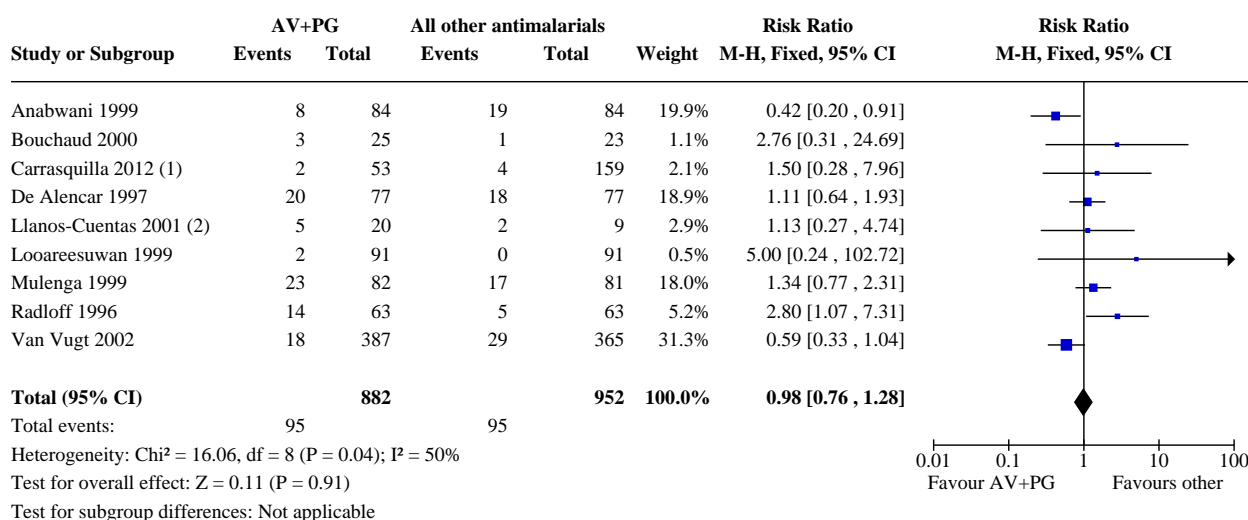 AV+PG All other antimalarials Risk Ratio Risk Ratio
Study or Subgroup Events Total Events Total Weight M-H, Fixed, 95% CI M-H, Fixed, 95% CI
Anabwani 1999 8 84 19 84 19.9% 0.42 [0.20 , 0.91]
Bouchaud 2000 3 25 1 23 1.1% 2.76 [0.31 , 24.69]
Carrasquilla 2012 (1) 2 53 4 159 2.1% 1.50 [0.28 , 7.96]
De Alencar 1997 20 77 18 77 18.9% 1.11 [0.64 , 1.93]
Llanos-Cuentas 2001 (2) 5 20 2 9 2.9% 1.13 [0.27 , 4.74]
Looareesuwan 1999 2 91 0 91 0.5% 5.00 [0.24 , 102.72]
Mulenga 1999 23 82 17 81 18.0% 1.34 [0.77 , 2.31]
Radloff 1996 14 63 5 63 5.2% 2.80 [1.07 , 7.31]
Van Vugt 2002 18 387 29 365 31.3% 0.59 [0.33 , 1.04]
Total (95% CI) 882 952 100.0% 0.98 [0.76 , 1.28]
Total events: 95 95
Heterogeneity: Chi² = 16.06, df = 8 (P = 0.04); I² = 50%
Test for overall effect: Z = 0.11 (P = 0.91)
Test for subgroup differences: Not applicable
0.01 0.1 1 10 100
Favour AV+PG Favours other